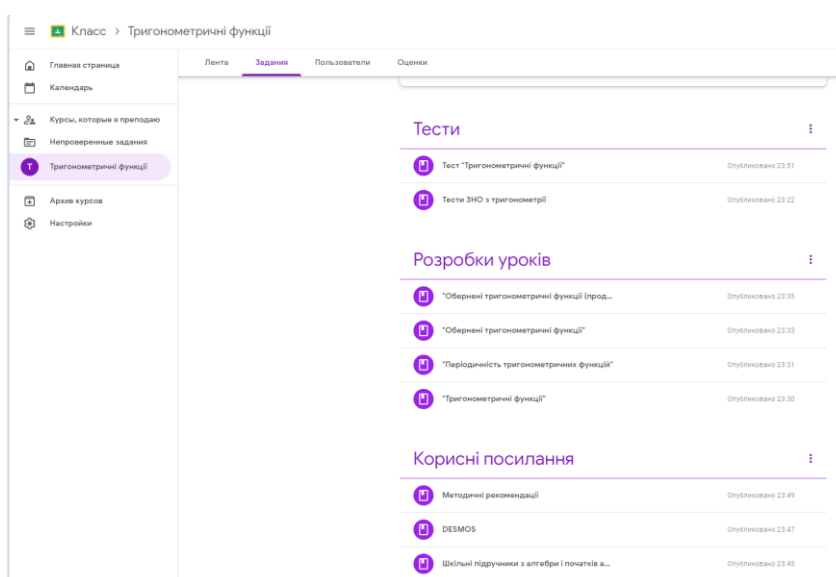 Класс > Тригонометричні функції
Главная страница
Календарь
Курсы, которые я преподаю
Непроверенные задания
Т Тригонометричні функції
Архив курсов
Настройки
Лента Задания Пользователи Оценки
Тести
Тест "Тригонометричні функції" Опубликовано 23:51
Тести ЗНО з тригонометрії Опубликовано 23:22
Розробки уроків
"Обернені тригонометричні функції (прод... Опубликовано 23:35
"Обернені тригонометричні функції" Опубликовано 23:33
"Періодичність тригонометричних функцій" Опубликовано 23:31
"Тригонометричні функції" Опубликовано 23:30
Корисні посилання
Методичні рекомендації Опубликовано 23:49
DESMOS Опубликовано 23:47
Шкільні підручники з алгебри і початків а... Опубликовано 23:45